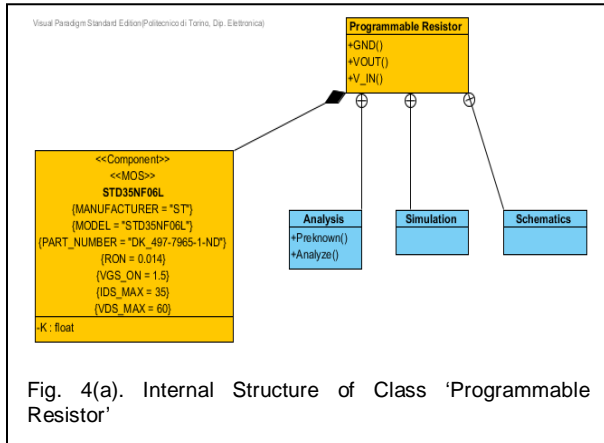 Visual Paradigm Standard Edition(Politecnico di Torino, Dip. Elettronica)
Programmable Resistor
+GND()
+VOUT()
+V_IN()
<<Component>>
<<MOS>>
STD35NF06L
{MANUFACTURER = "ST"}
{MODEL = "STD35NF06L"}
{PART_NUMBER = "DK_497-7965-1-ND"}
{RON = 0.014}
{VGS_ON = 1.5}
{IDS_MAX = 35}
{VDS_MAX = 60}
-K : float
Analysis
+Preknown()
+Analyze()
Simulation
Schematics
Fig. 4(a). Internal Structure of Class ‘Programmable
Resistor’